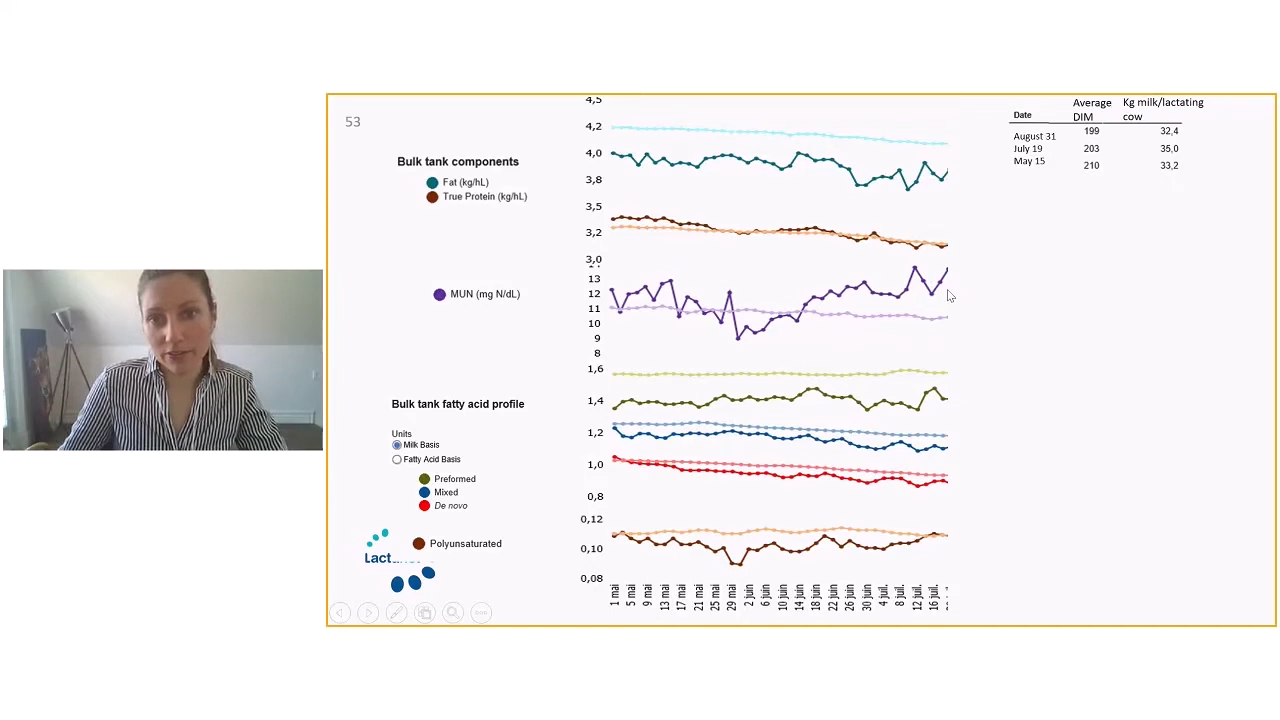 53
Bulk tank components
Fat (kg/hL)
True Protein (kg/hL)
MUN (mg N/dL)
Bulk tank fatty acid profile
Units
Milk Basis
Fatty Acid Basis
Preformed
Mixed
De novo
Polyunsaturated
4,5
4,2
4,0
3,8
3,5
3,2
3,0
13
12
11
10
9
8
1,6
1,4
1,2
1,0
0,8
0,12
0,10
0,08
1 mai
5 mai
9 mai
13 mai
17 mai
21 mai
25 mai
29 mai
2 juin
6 juin
10 juin
14 juin
18 juin
22 juin
26 juin
30 juin
4 juil.
8 juil.
12 juil.
16 juil.
Date Average DIM Kg milk/lactating cow
August 31 199 32,4
July 19 203 35,0
May 15 210 33,2